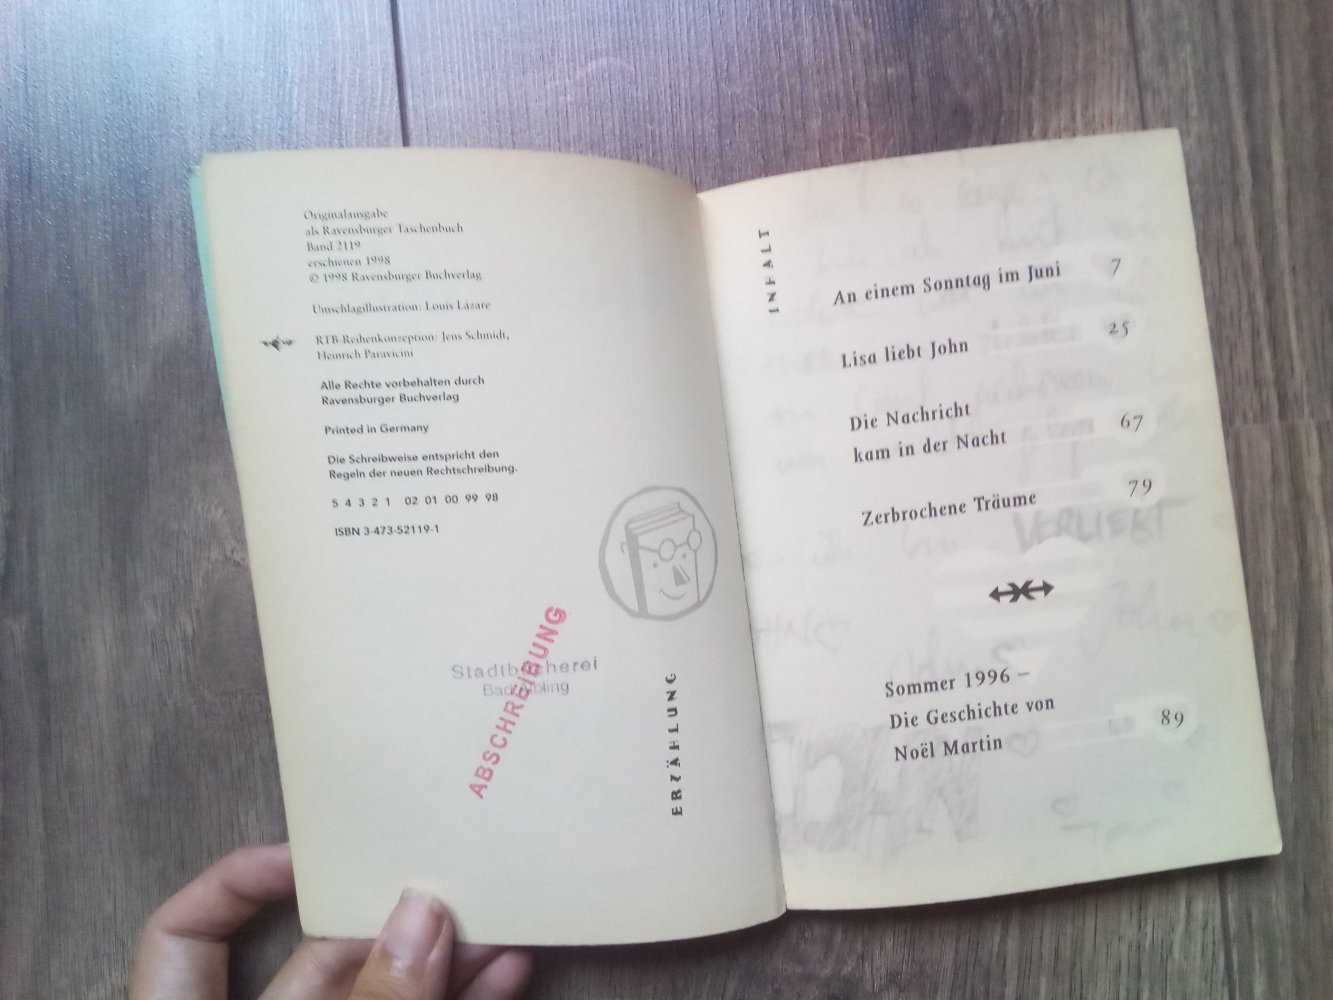 Originalausgabe
als Ravensburger Taschenbuch
Band 2119
erschienen 1998
© 1998 Ravensburger Buchverlag
Umschlagillustration: Louis Lazare
RTB-Reihenkonzeption: Jens Schmidt,
Heinrich Paravicini
Alle Rechte vorbehalten durch
Ravensburger Buchverlag
Printed in Germany
Die Schreibweise entspricht den
Regeln der neuen Rechtschreibung.
5 4 3 2 1 02 01 00 99 98
ISBN 3-473-52119-1
Stadtbücherei
Bad Aibling
ABSCHREIBUNG
ERZÄHLUNG
INHALT
An einem Sonntag im Juni 7
Lisa liebt John 25
Die Nachricht
kam in der Nacht 67
Zerbrochene Träume 79
VERLIEBT
Sommer 1996 –
Die Geschichte von
Noël Martin 89